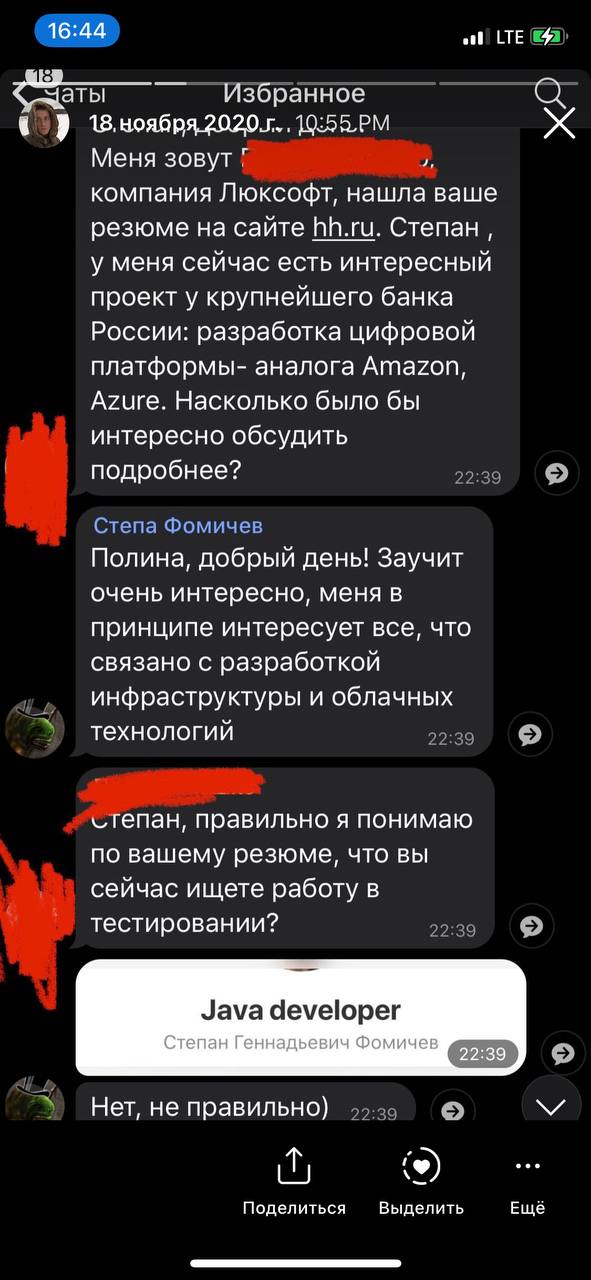 16:44
LTE
18
чаты
Избранное
18 ноября 2020 г. 10:55 PM
Меня зовут
компания Люксофт, нашла ваше
резюме на сайте hh.ru. Степан ,
у меня сейчас есть интересный
проект у крупнейшего банка
России: разработка цифровой
платформы- аналога Amazon,
Azure. Насколько было бы
интересно обсудить
подробнее?
22:39
Степа Фомичев
Полина, добрый день! Заучит
очень интересно, меня в
принципе интересует все, что
связано с разработкой
инфраструктуры и облачных
технологий
22:39
Степан, правильно я понимаю
по вашему резюме, что вы
сейчас ищете работу в
тестировании?
22:39
Java developer
Степан Геннадьевич Фомичев
22:39
Нет, не правильно)
22:39
Поделиться
Выделить
Ещё